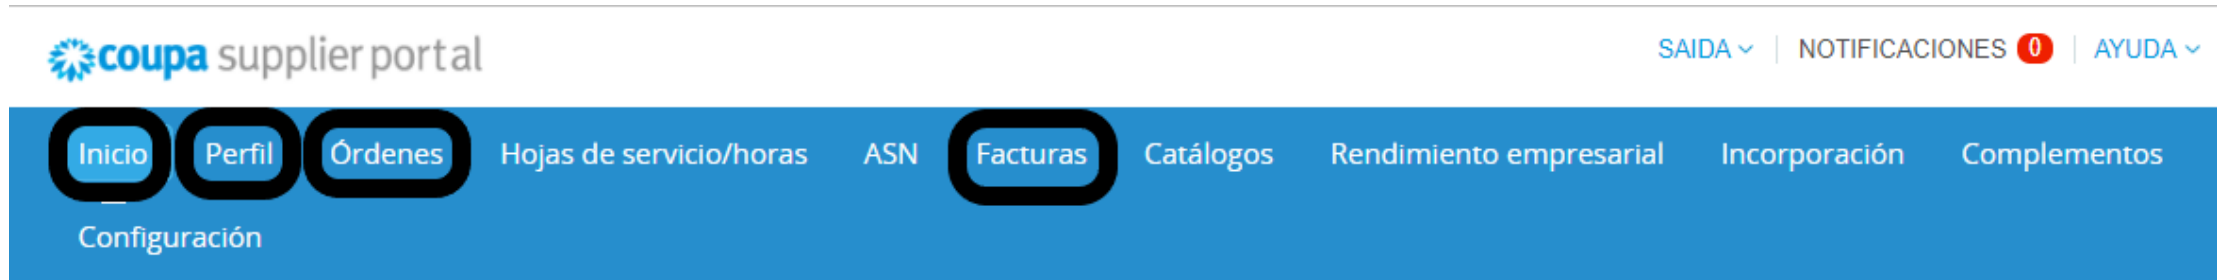 coupa supplier portal
SAIDA NOTIFICACIONES 0 AYUDA
Inicio Perfil Órdenes Hojas de servicio/horas ASN Facturas Catálogos Rendimiento empresarial Incorporación Complementos
Configuración